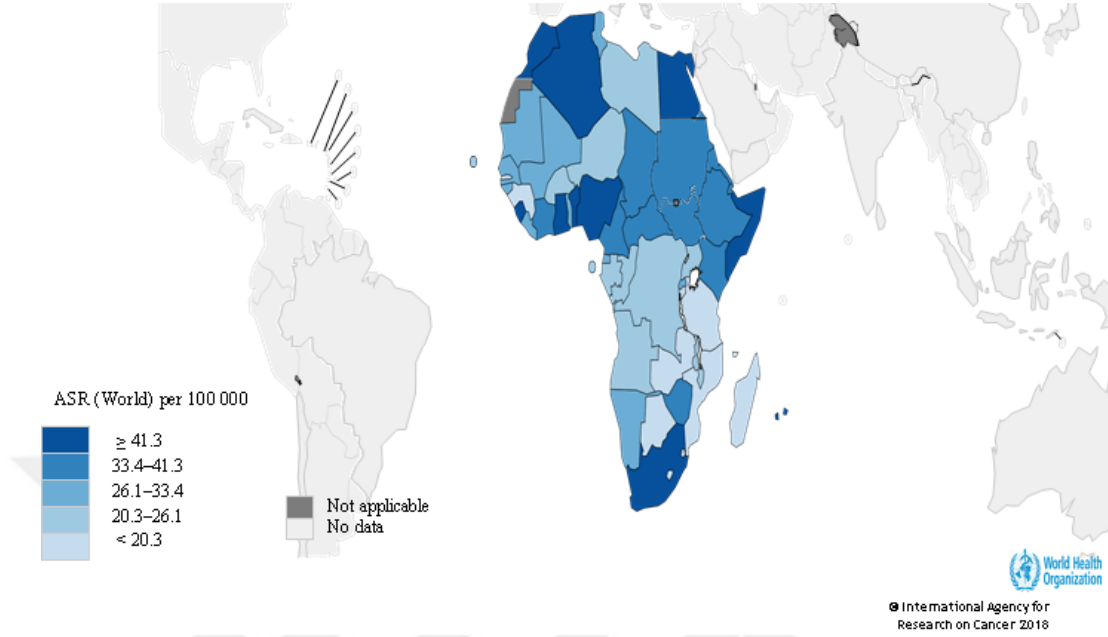 ASR (World) per 100 000
≥ 41.3
33.4–41.3
26.1–33.4
20.3–26.1
< 20.3
Not applicable
No data
World Health
Organization
© International Agency for
Research on Cancer 2018